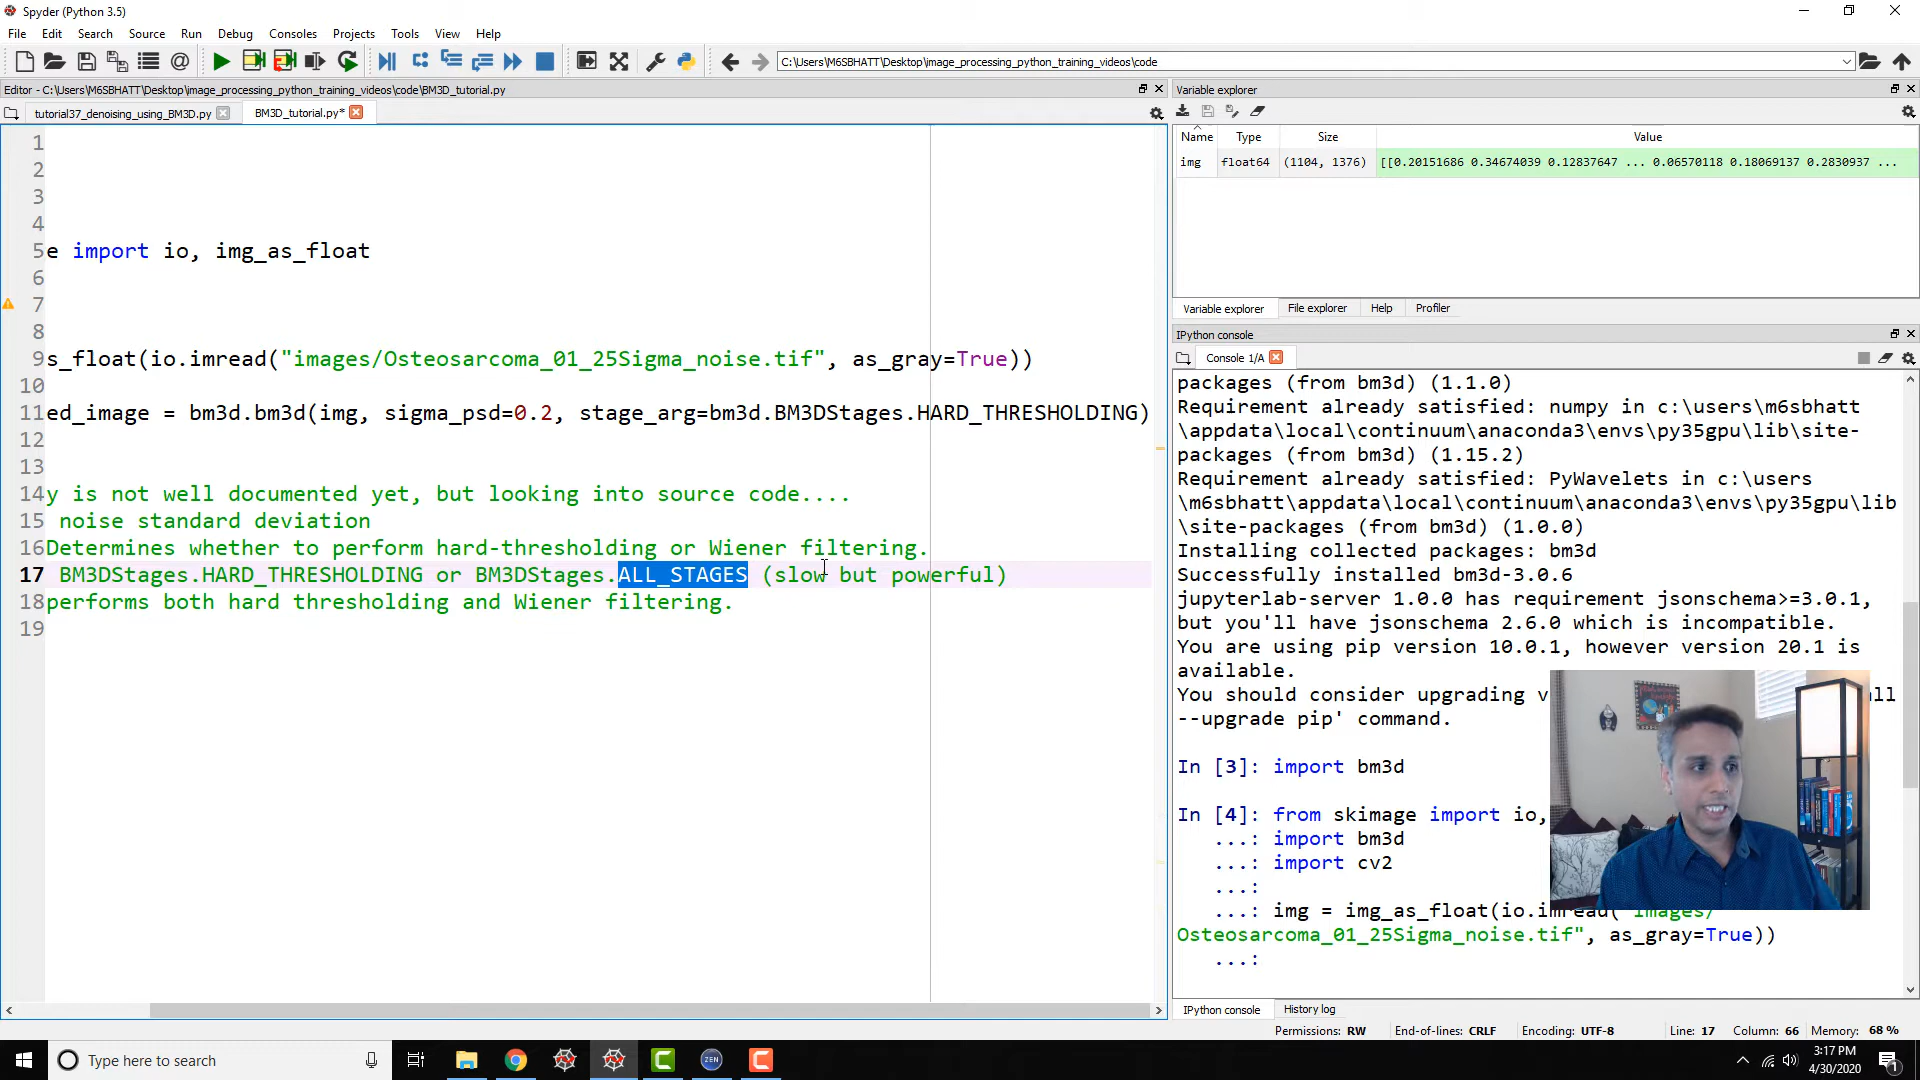 Spyder (Python 3.5)
File Edit Search Source Run Debug Consoles Projects Tools View Help
C:\Users\M6SBHATT\Desktop\image_processing_python_training_videos\code
Editor - C:\Users\M6SBHATT\Desktop\image_processing_python_training_videos\code\BM3D_tutorial.py
tutorial37_denoising_using_BM3D.py BM3D_tutorial.py*
1
2
3
4
5e import io, img_as_float
6
7
8
9s_float(io.imread("images/Osteosarcoma_01_25Sigma_noise.tif", as_gray=True))
10
11ed_image = bm3d.bm3d(img, sigma_psd=0.2, stage_arg=bm3d.BM3DStages.HARD_THRESHOLDING)
12
13
14y is not well documented yet, but looking into source code....
15 noise standard deviation
16Determines whether to perform hard-thresholding or Wiener filtering.
17 BM3DStages.HARD_THRESHOLDING or BM3DStages.ALL_STAGES (slow but powerful)
18performs both hard thresholding and Wiener filtering.
19
Variable explorer
Name Type Size Value
img float64 (1104, 1376) [[0.20151686 0.34674039 0.12837647 ... 0.06570118 0.18069137 0.2830937 ...
Variable explorer File explorer Help Profiler
IPython console
Console 1/A
packages (from bm3d) (1.1.0)
Requirement already satisfied: numpy in c:\users\m6sbhatt
\appdata\local\continuum\anaconda3\envs\py35gpu\lib\site-
packages (from bm3d) (1.15.2)
Requirement already satisfied: PyWavelets in c:\users
\m6sbhatt\appdata\local\continuum\anaconda3\envs\py35gpu\lib
\site-packages (from bm3d) (1.0.0)
Installing collected packages: bm3d
Successfully installed bm3d-3.0.6
jupyterlab-server 1.0.0 has requirement jsonschema>=3.0.1,
but you'll have jsonschema 2.6.0 which is incompatible.
You are using pip version 10.0.1, however version 20.1 is
available.
You should consider upgrading v all
--upgrade pip' command.
In [3]: import bm3d
In [4]: from skimage import io,
...: import bm3d
...: import cv2
...:
...: img = img_as_float(io.imread("images/
Osteosarcoma_01_25Sigma_noise.tif", as_gray=True))
...:
IPython console History log
Permissions: RW End-of-lines: CRLF Encoding: UTF-8 Line: 17 Column: 66 Memory: 68 %
Type here to search
ZEN
3:17 PM
4/30/2020
1